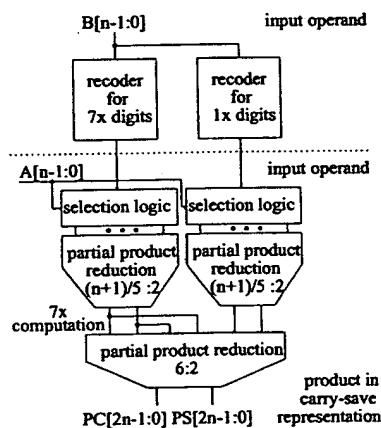 B[n-1:0] input operand
recoder for 7x digits
recoder for 1x digits
A[n-1:0] input operand
selection logic
selection logic
partial product reduction (n+1)/5 :2
partial product reduction (n+1)/5 :2
7x computation
partial product reduction 6:2
product in carry-save representation
PC[2n-1:0] PS[2n-1:0]